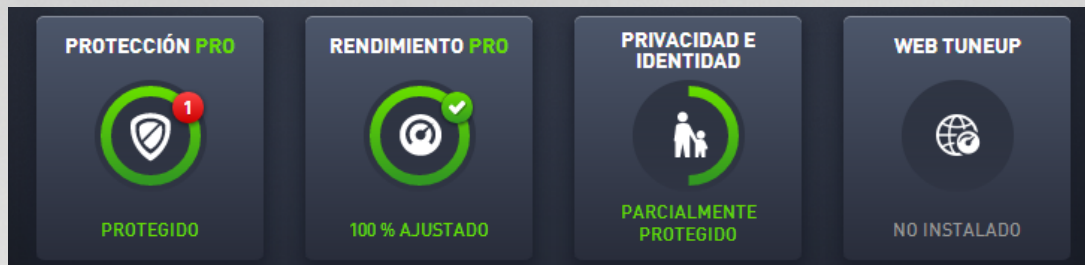 PROTECCIÓN PRO
1
PROTEGIDO
RENDIMIENTO PRO
100 % AJUSTADO
PRIVACIDAD E
IDENTIDAD
PARCIALMENTE
PROTEGIDO
WEB TUNEUP
NO INSTALADO